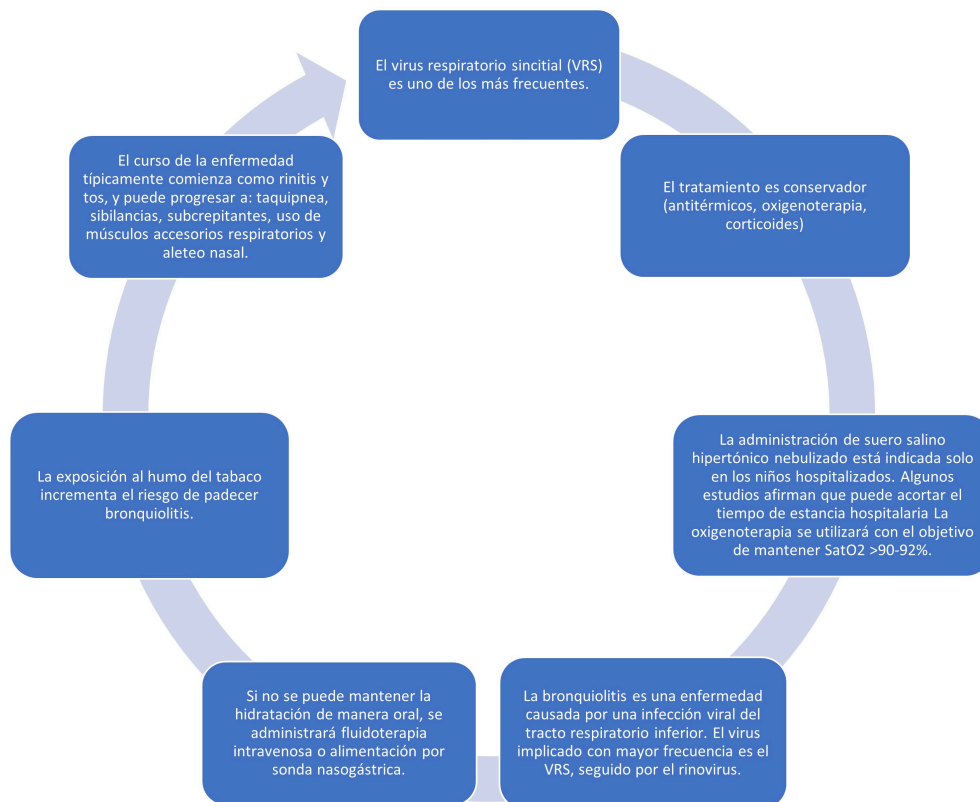 El virus respiratorio sincitial (VRS)
es uno de los más frecuentes.
El tratamiento es conservador
(antitérmicos, oxigenoterapia,
corticoides)
La administración de suero salino
hipertónico nebulizado está indicada solo
en los niños hospitalizados. Algunos
estudios afirman que puede acortar el
tiempo de estancia hospitalaria La
oxigenoterapia se utilizará con el objetivo
de mantener SatO2 >90-92%.
La bronquiolitis es una enfermedad
causada por una infección viral del
tracto respiratorio inferior. El virus
implicado con mayor frecuencia es el
VRS, seguido por el rinovirus.
Si no se puede mantener la
hidratación de manera oral, se
administrará fluidoterapia
intravenosa o alimentación por
sonda nasogástrica.
La exposición al humo del tabaco
incrementa el riesgo de padecer
bronquiolitis.
El curso de la enfermedad
típicamente comienza como rinitis y
tos, y puede progresar a: taquipnea,
sibilancias, subcrepitantes, uso de
músculos accesorios respiratorios y
aleteo nasal.